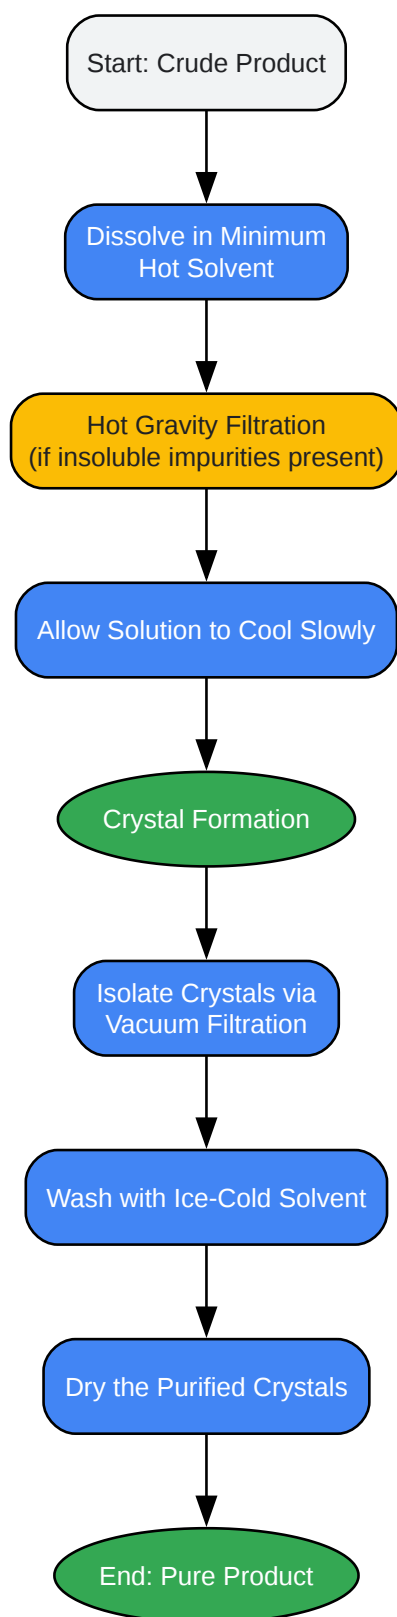 Start: Crude Product
Dissolve in Minimum
Hot Solvent
Hot Gravity Filtration
(if insoluble impurities present)
Allow Solution to Cool Slowly
Crystal Formation
Isolate Crystals via
Vacuum Filtration
Wash with Ice-Cold Solvent
Dry the Purified Crystals
End: Pure Product